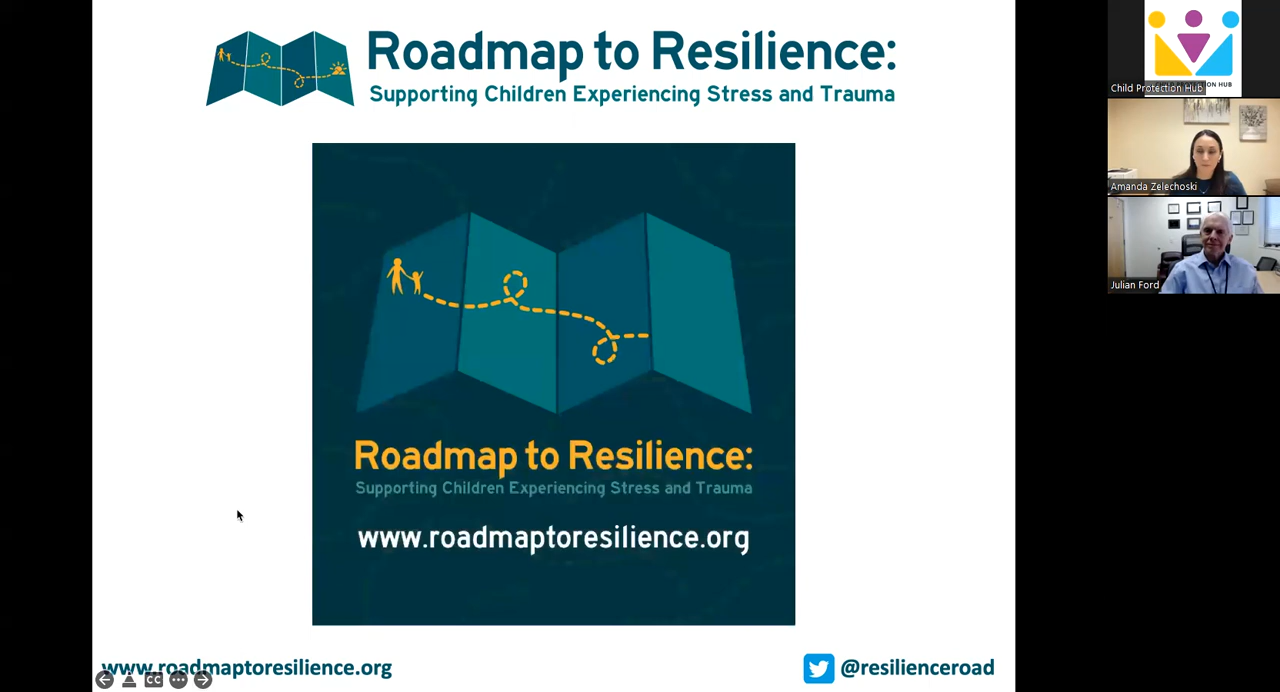 Roadmap to Resilience:
Supporting Children Experiencing Stress and Trauma
Roadmap to Resilience:
Supporting Children Experiencing Stress and Trauma
www.roadmaptoresilience.org
www.roadmaptoresilience.org
CC
@resilienceroad
Child Protection Hub
Amanda Zelechoski
Julian Ford